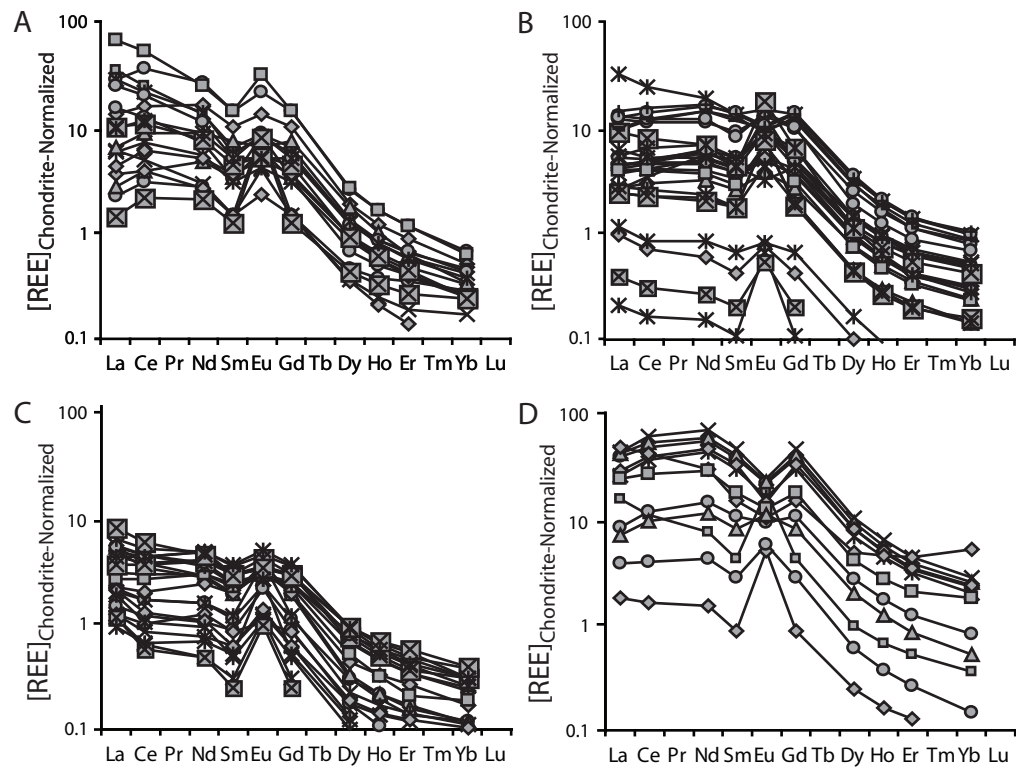 A
100
10
1
0.1
[REE]Chondrite-Normalized
La Ce Pr Nd Sm Eu Gd Tb Dy Ho Er Tm Yb Lu
B
100
10
1
0.1
[REE]Chondrite-Normalized
La Ce Pr Nd Sm Eu Gd Tb Dy Ho Er Tm Yb Lu
C
100
10
1
0.1
[REE]Chondrite-Normalized
La Ce Pr Nd Sm Eu Gd Tb Dy Ho Er Tm Yb Lu
D
100
10
1
0.1
[REE]Chondrite-Normalized
La Ce Pr Nd Sm Eu Gd Tb Dy Ho Er Tm Yb Lu